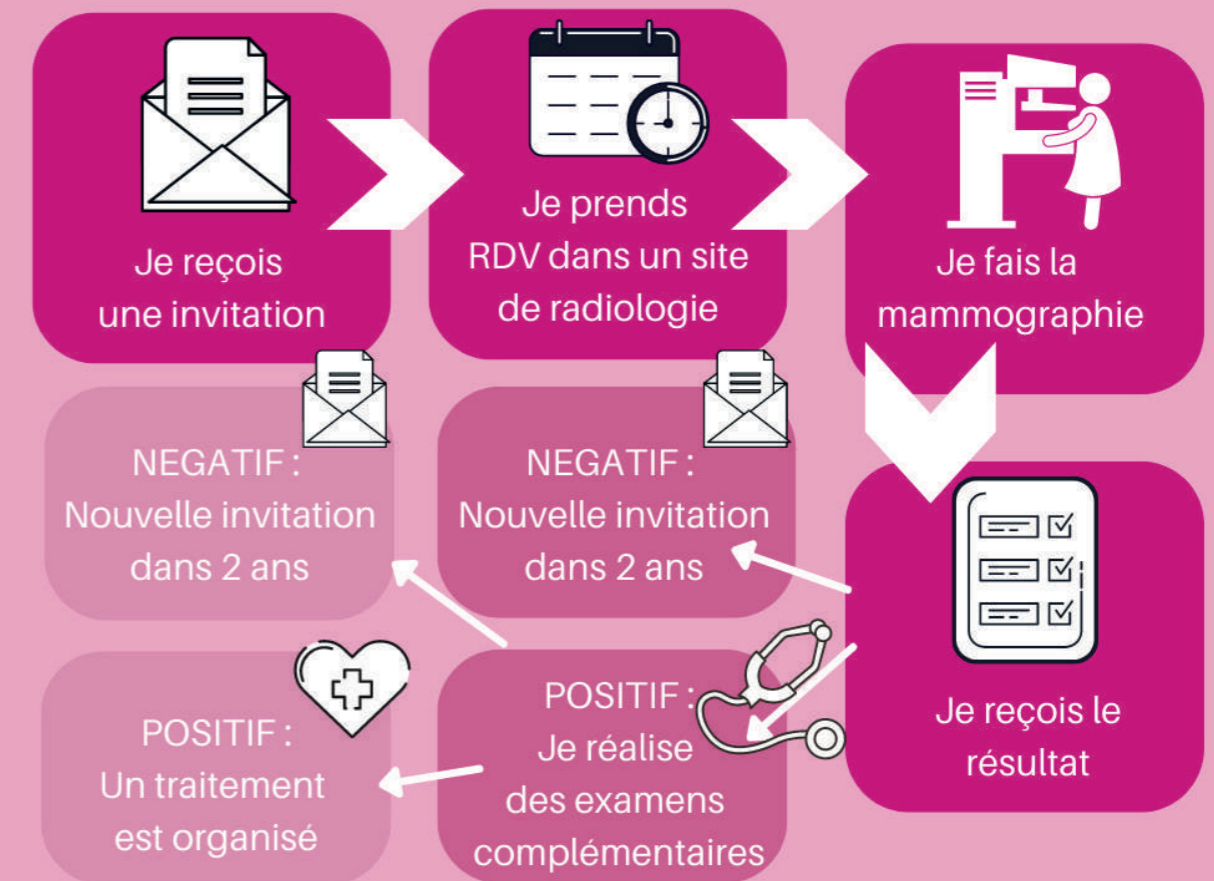 Je reçois
une invitation
Je prends
RDV dans un site
de radiologie
Je fais la
mammographie
NEGATIF :
Nouvelle invitation
dans 2 ans
NEGATIF :
Nouvelle invitation
dans 2 ans
Je reçois le
résultat
POSITIF :
Un traitement
est organisé
POSITIF :
Je réalise
des examens
complémentaires